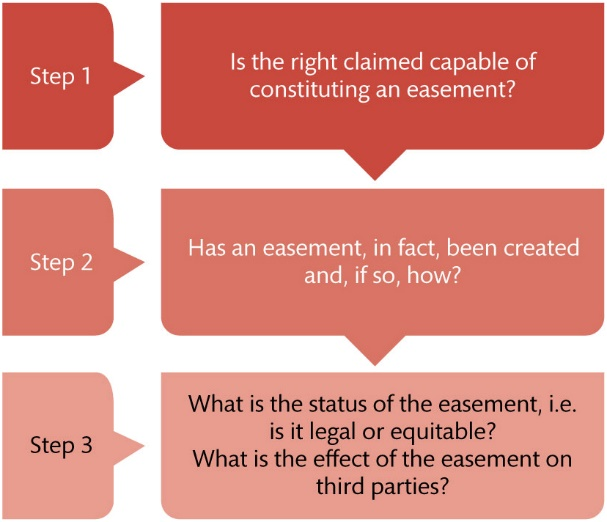 Step 1
Is the right claimed capable of
constituting an easement?
Step 2
Has an easement, in fact, been created
and, if so, how?
Step 3
What is the status of the easement, i.e.
is it legal or equitable?
What is the effect of the easement on
third parties?